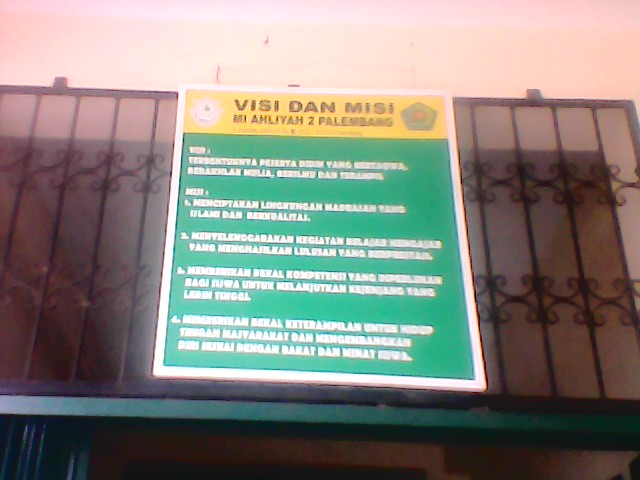 VISI DAN MISI
MI AHLIYAH 2 PALEMBANG
VISI :
TERBENTUKNYA PESERTA DIDIK YANG BERTAQWA,
BERAKHLAK MULIA, BERILMU DAN TERAMPIL
MISI :
1. MENCIPTAKAN LINGKUNGAN MADRASAH YANG
ISLAMI DAN BERKUALITAS.
2. MENYELENGGARAKAN KEGIATAN BELAJAR MENGAJAR
YANG MENGHASILKAN LULUSAN YANG BERPRESTASI.
3. MEMBERIKAN BEKAL KOMPETENSI YANG DIPERLUKAN
BAGI SISWA UNTUK MELANJUTKAN KEJENJANG YANG
LEBIH TINGGI.
4. MEMBERIKAN BEKAL KETERAMPILAN UNTUK HIDUP
TENGAH MASYARAKAT DAN MENGEMBANGKAN
DIRI SESUAI DENGAN BAKAT DAN MINAT SISWA.